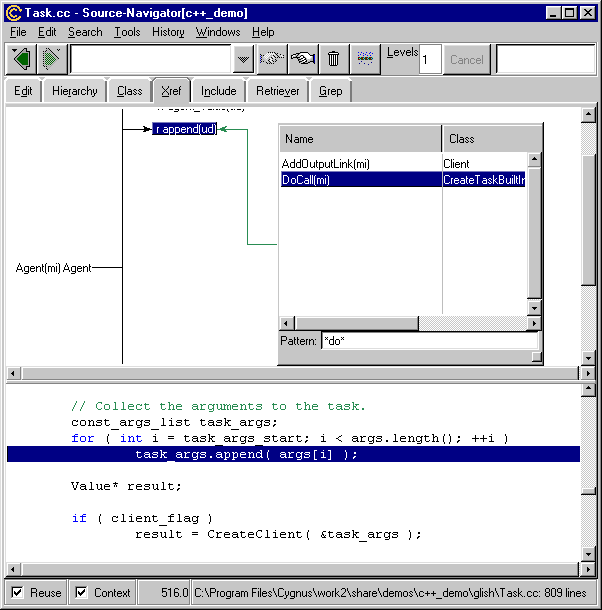 Task.cc - Source-Navigator[c++_demo]
File Edit Search Tools History Windows Help
Levels 1 Cancel
Edit Hierarchy Class Xref Include Retriever Grep
r append(ud)
Name Class
AddOutputLink(mi) Client
DoCall(mi) CreateTaskBuiltIn
Agent(mi) Agent
Pattern: *do*
// Collect the arguments to the task.
const_args_list task_args;
for ( int i = task_args_start; i < args.length(); ++i )
task_args.append( args[i] );
Value* result;
if ( client_flag )
result = CreateClient( &task_args );
Reuse Context 516.0 C:\Program Files\Cygnus\work2\share\demos\c++_demo\glish\Task.cc: 809 lines